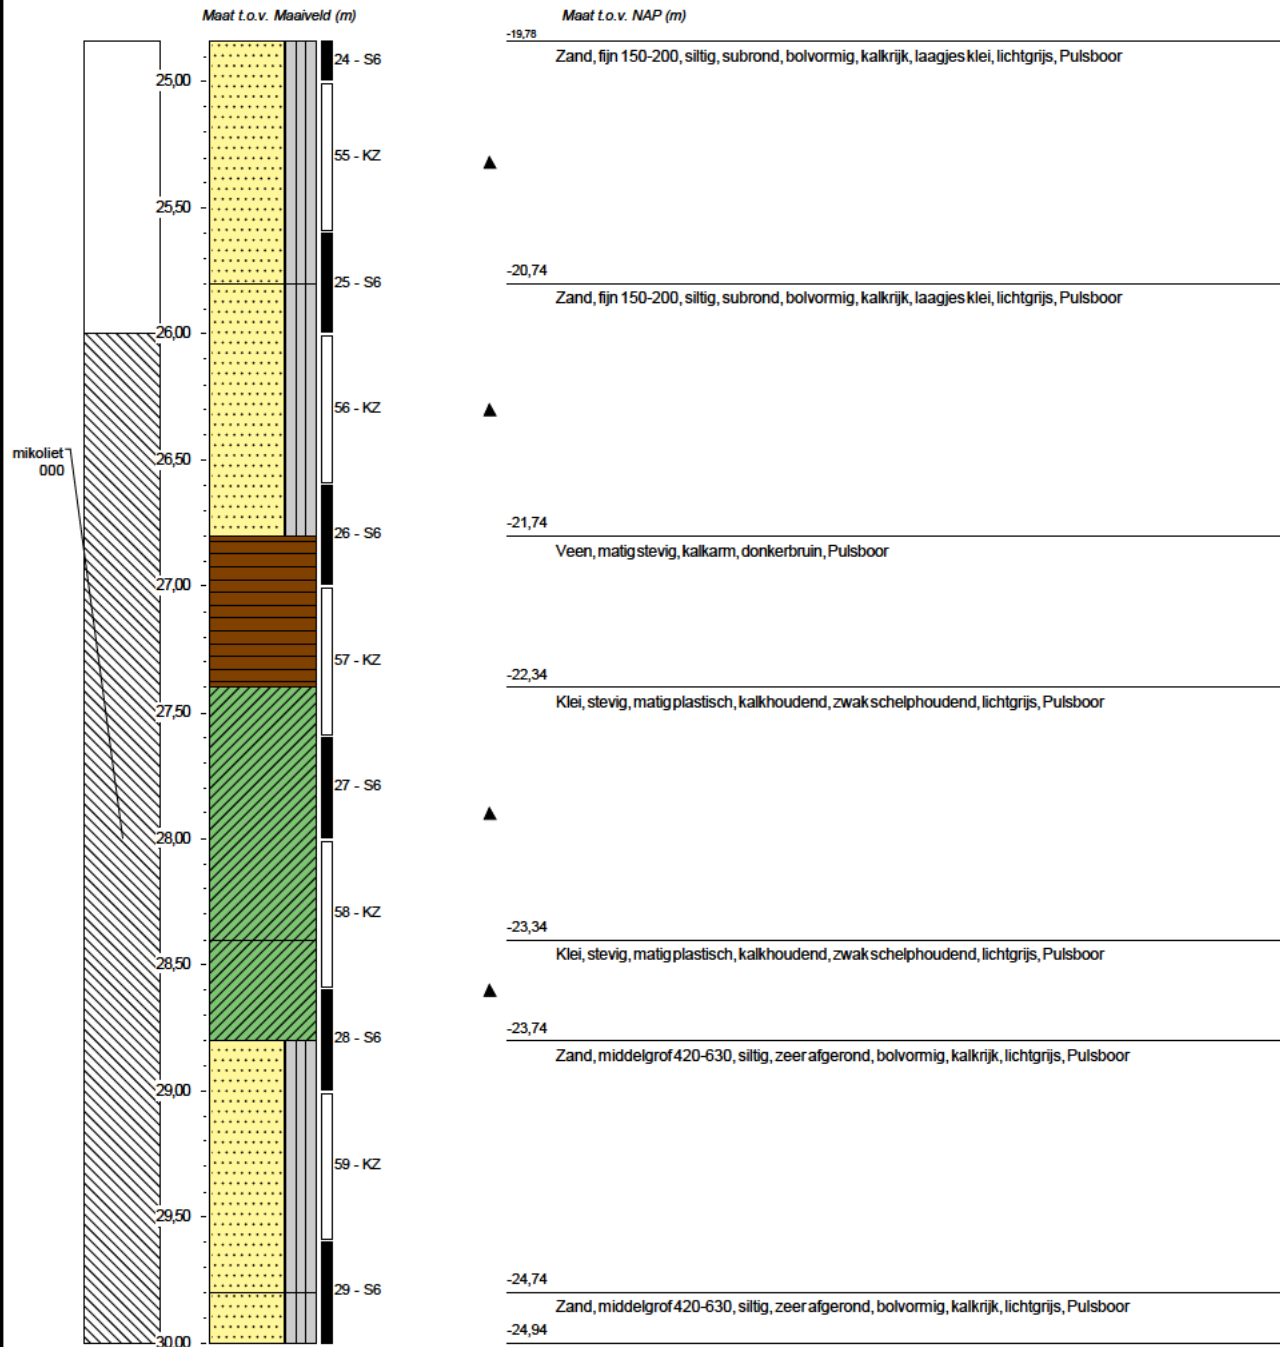 Maat t.o.v. Maaiveld (m)
Maat t.o.v. NAP (m)
-19,78
Zand, fijn 150-200, siltig, subrond, bolvormig, kalkrijk, laagjes klei, lichtgrijs, Pulsboor
24 - S6
25,00
55 - KZ
25,50
-20,74
25 - S6
Zand, fijn 150-200, siltig, subrond, bolvormig, kalkrijk, laagjes klei, lichtgrijs, Pulsboor
26,00
56 - KZ
mikoliet
000
26,50
-21,74
26 - S6
Veen, matig stevig, kalkarm, donkerbruin, Pulsboor
27,00
57 - KZ
-22,34
Klei, stevig, matig plastisch, kalkhoudend, zwak schelphoudend, lichtgrijs, Pulsboor
27,50
27 - S6
28,00
58 - KZ
-23,34
Klei, stevig, matig plastisch, kalkhoudend, zwak schelphoudend, lichtgrijs, Pulsboor
28,50
-23,74
28 - S6
Zand, middelgrof 420-630, siltig, zeer afgerond, bolvormig, kalkrijk, lichtgrijs, Pulsboor
29,00
59 - KZ
29,50
-24,74
29 - S6
Zand, middelgrof 420-630, siltig, zeer afgerond, bolvormig, kalkrijk, lichtgrijs, Pulsboor
-24,94
30,00